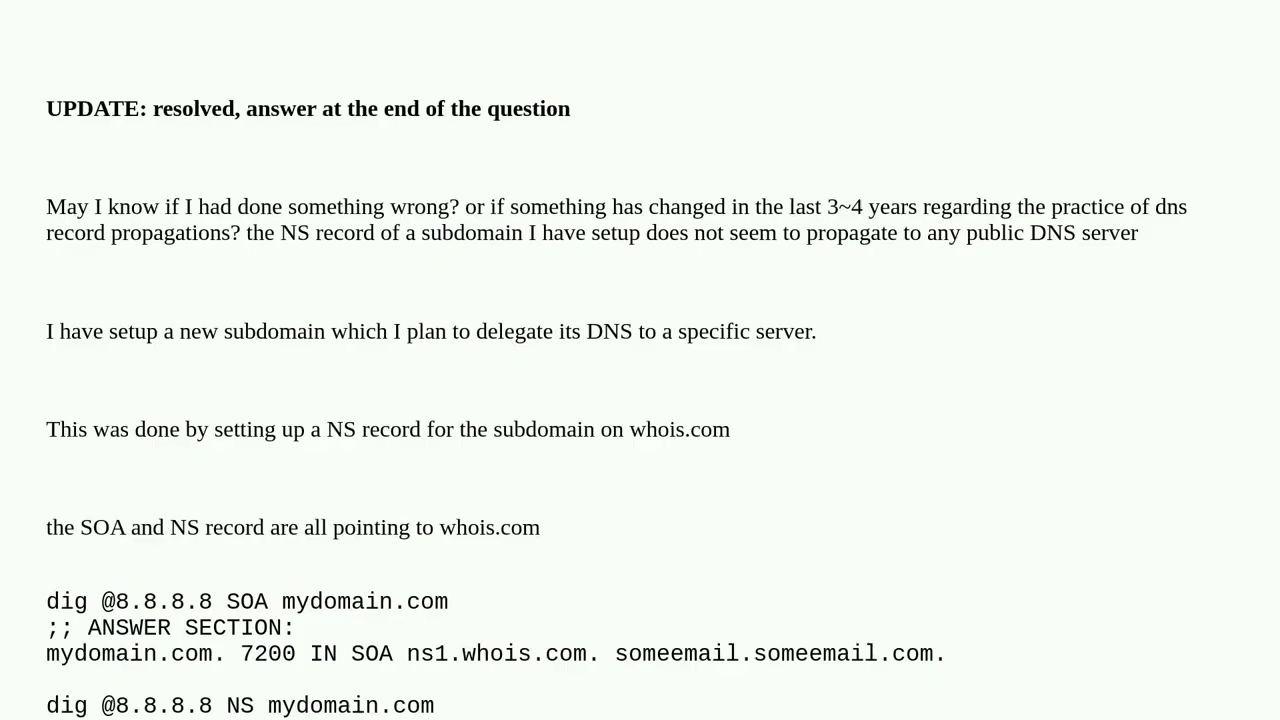 UPDATE: resolved, answer at the end of the question
May I know if I had done something wrong? or if something has changed in the last 3~4 years regarding the practice of dns
record propagations? the NS record of a subdomain I have setup does not seem to propagate to any public DNS server
I have setup a new subdomain which I plan to delegate its DNS to a specific server.
This was done by setting up a NS record for the subdomain on whois.com
the SOA and NS record are all pointing to whois.com
dig @8.8.8.8 SOA mydomain.com
;; ANSWER SECTION:
mydomain.com. 7200 IN SOA ns1.whois.com. someemail.someemail.com.
dig @8.8.8.8 NS mydomain.com